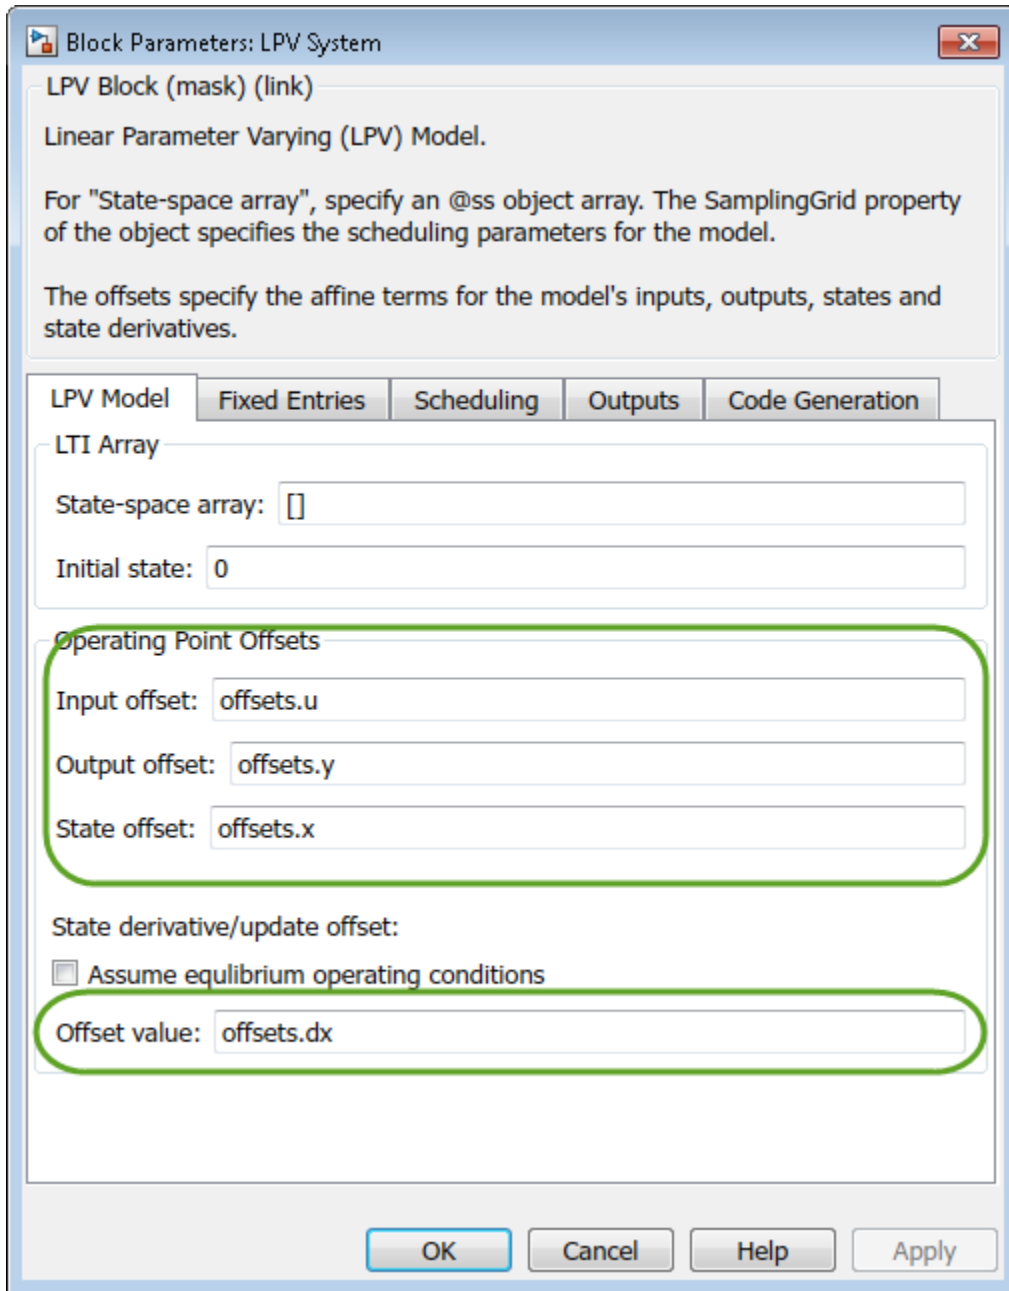 Block Parameters: LPV System
LPV Block (mask) (link)
Linear Parameter Varying (LPV) Model.
For "State-space array", specify an @ss object array. The SamplingGrid property
of the object specifies the scheduling parameters for the model.
The offsets specify the affine terms for the model's inputs, outputs, states and
state derivatives.
LPV Model Fixed Entries Scheduling Outputs Code Generation
LTI Array
State-space array: []
Initial state: 0
Operating Point Offsets
Input offset: offsets.u
Output offset: offsets.y
State offset: offsets.x
State derivative/update offset:
Assume equlibrium operating conditions
Offset value: offsets.dx
OK Cancel Help Apply